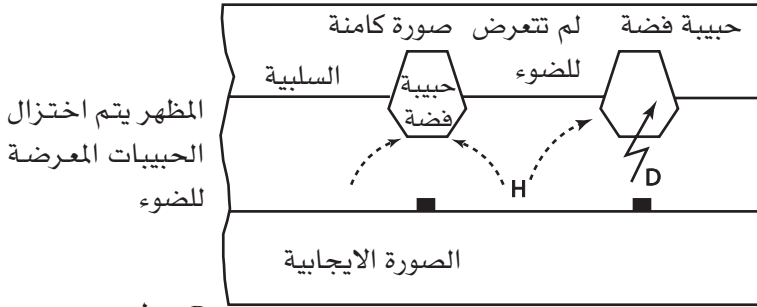 حبيبة فضة
لم تتعرض
للضوء
صورة كامنة
السلبية
حبيبة
فضة
المظهر يتم اختزال
الحبيبات المعرضة
للضوء
H
D
الصورة الايجابية